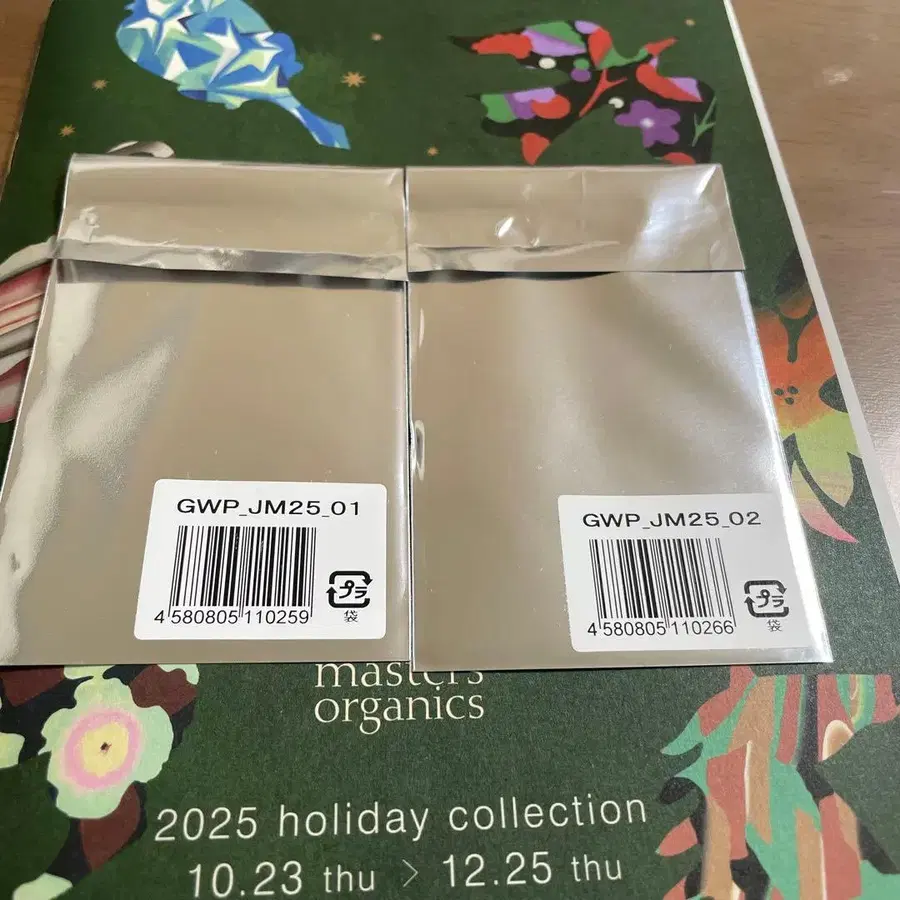 GWP_JM25_01
4 580805 110259
プラ
袋
GWP_JM25_02
4 580805 110266
プラ
袋
masters
organics
2025 holiday collection
10.23 thu > 12.25 thu